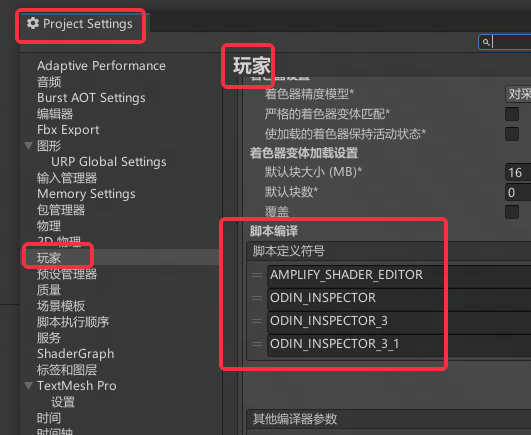 Project Settings
Adaptive Performance
音频
Burst AOT Settings
编辑器
Fbx Export
图形
URP Global Settings
输入管理器
Memory Settings
包管理器
物理
2D 物理
玩家
预设管理器
质量
场景模板
脚本执行顺序
服务
ShaderGraph
标签和图层
TextMesh Pro
设置
时间
时间轴
玩家
着色器设置
着色器精度模型* 对采
严格的着色器变体匹配*
使加载的着色器保持活动状态*
着色器变体加载设置
默认块大小 (MB)* 16
默认块数* 0
覆盖
脚本编译
脚本定义符号
AMPLIFY_SHADER_EDITOR
ODIN_INSPECTOR
ODIN_INSPECTOR_3
ODIN_INSPECTOR_3_1
其他编译器参数